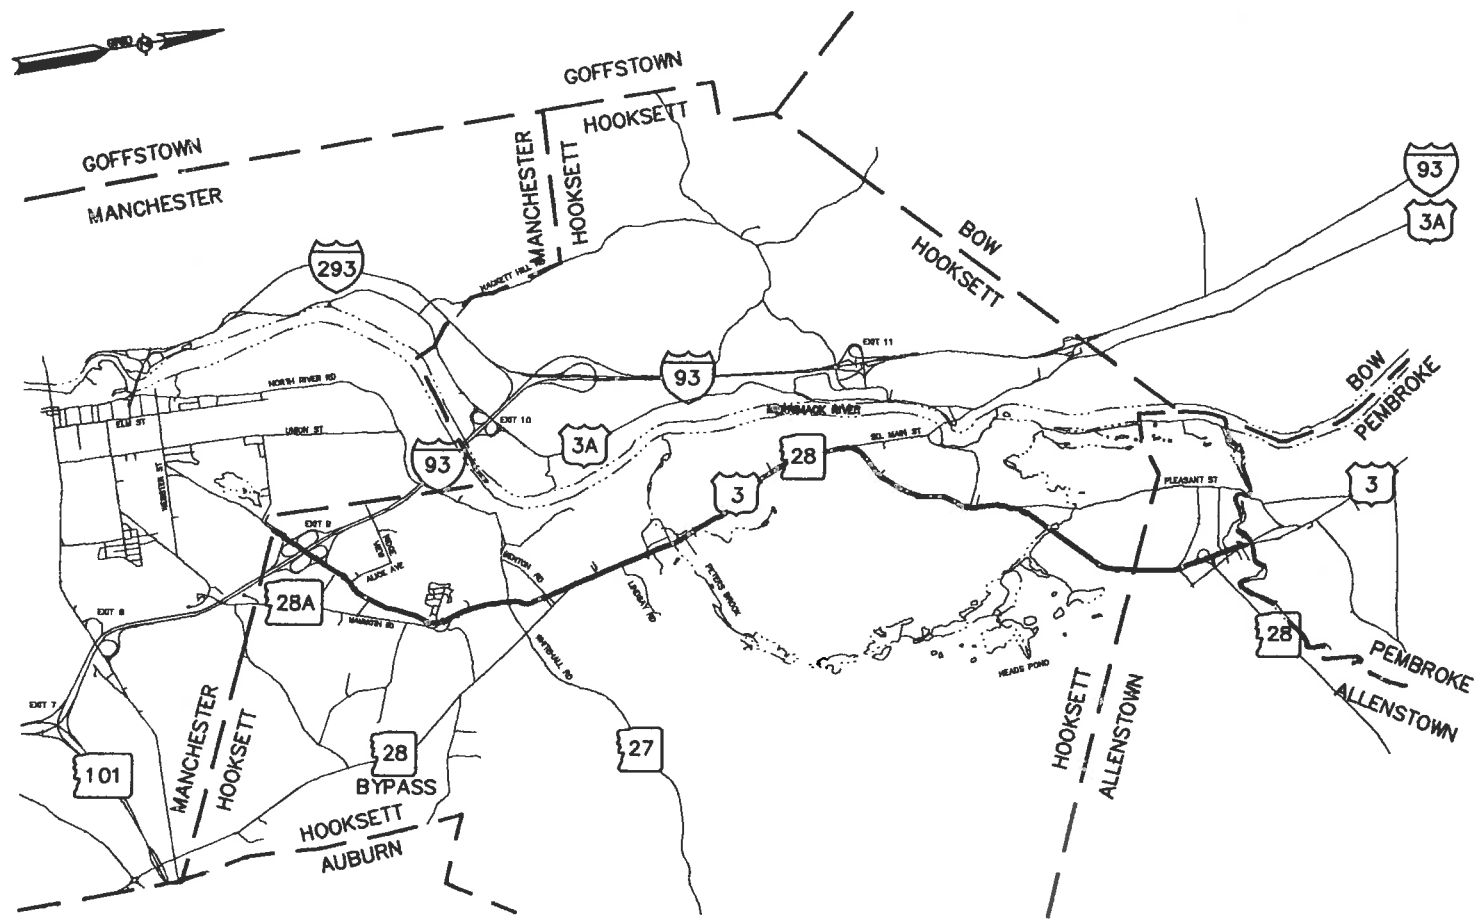 GRID
N
GOFFSTOWN
HOOKSETT
GOFFSTOWN
MANCHESTER
MANCHESTER
HOOKSETT
93
3A
BOW
HOOKSETT
293
HACKETT HILL
EXIT 11
93
NORTH RIVER RD
MERRIMACK RIVER
BOW
PEMBROKE
ELM ST
UNION ST
EXIT 10
3A
28
SO. MAIN ST
93
WEBSTER ST
3
PLEASANT ST
3
EXIT 9
ALICE AVE
BENTON RD
LINDSAY RD
PETERS BROOK
28A
EXIT 8
MAMMOTH RD
WHITEHALL RD
HEADS POND
28
PEMBROKE
ALLENSTOWN
EXIT 7
MANCHESTER
HOOKSETT
101
28
BYPASS
27
HOOKSETT
ALLENSTOWN
HOOKSETT
AUBURN